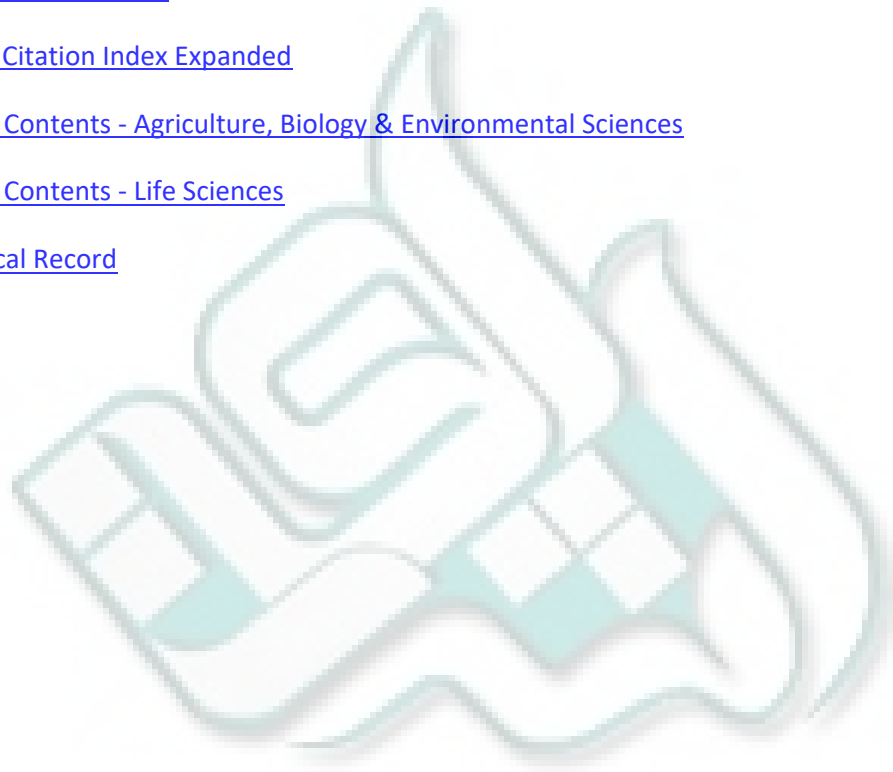 Citation Index Expanded
Contents - Agriculture, Biology & Environmental Sciences
Contents - Life Sciences
cal Record